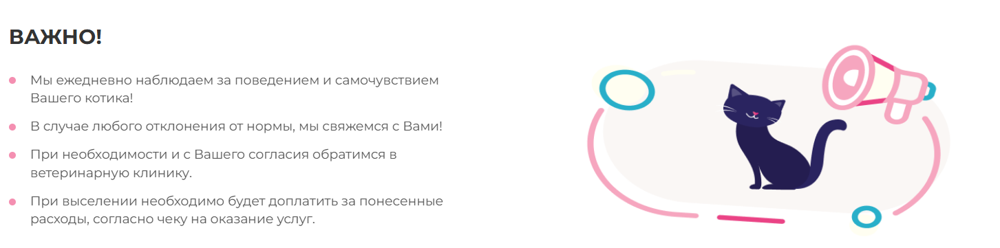 ВАЖНО!
Мы ежедневно наблюдаем за поведением и самочувствием
Вашего котика!
В случае любого отклонения от нормы, мы свяжемся с Вами!
При необходимости и с Вашего согласия обратимся в
ветеринарную клинику.
При выселении необходимо будет доплатить за понесенные
расходы, согласно чеку на оказание услуг.